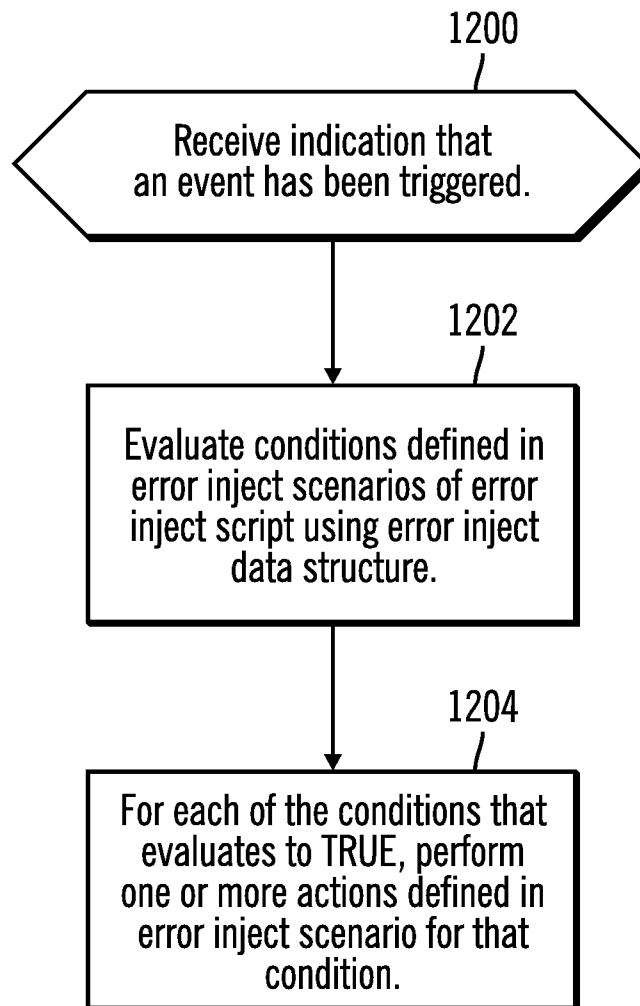 1200
Receive indication that
an event has been triggered.
1202
Evaluate conditions defined in
error inject scenarios of error
inject script using error inject
data structure.
1204
For each of the conditions that
evaluates to TRUE, perform
one or more actions defined in
error inject scenario for that
condition.